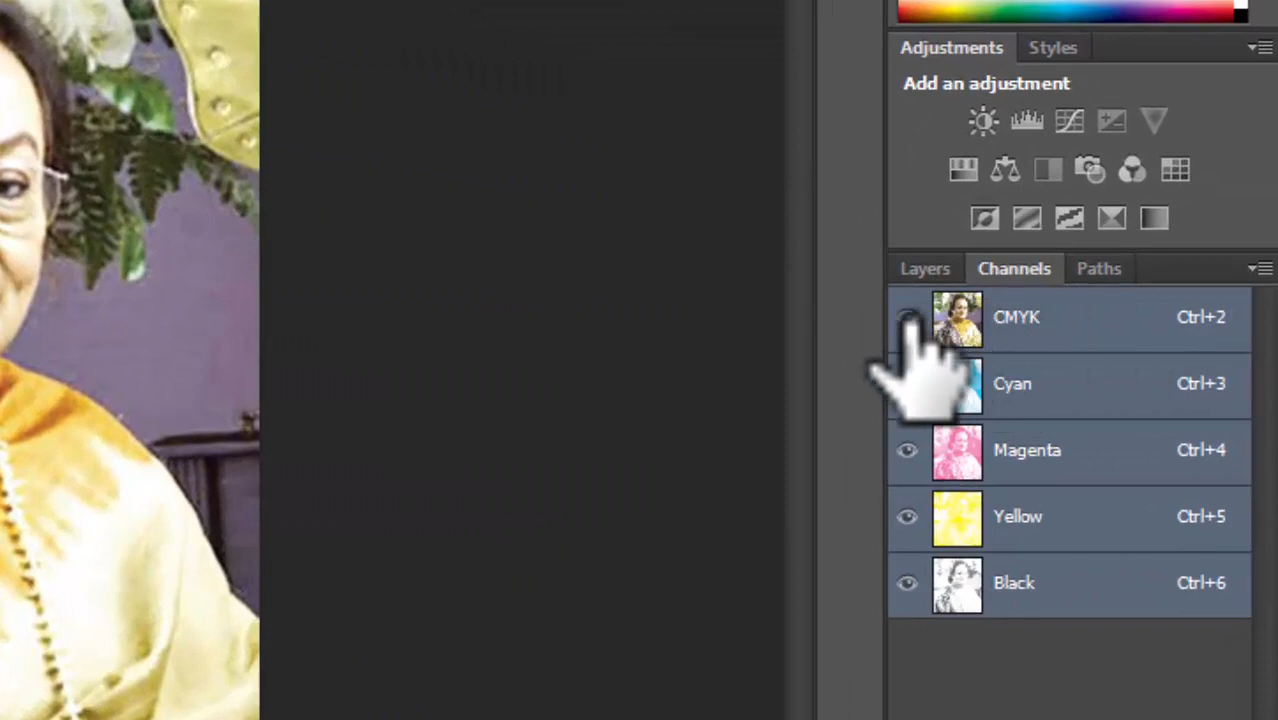 Adjustments Styles
Add an adjustment
Layers Channels Paths
CMYK Ctrl+2
Cyan Ctrl+3
Magenta Ctrl+4
Yellow Ctrl+5
Black Ctrl+6